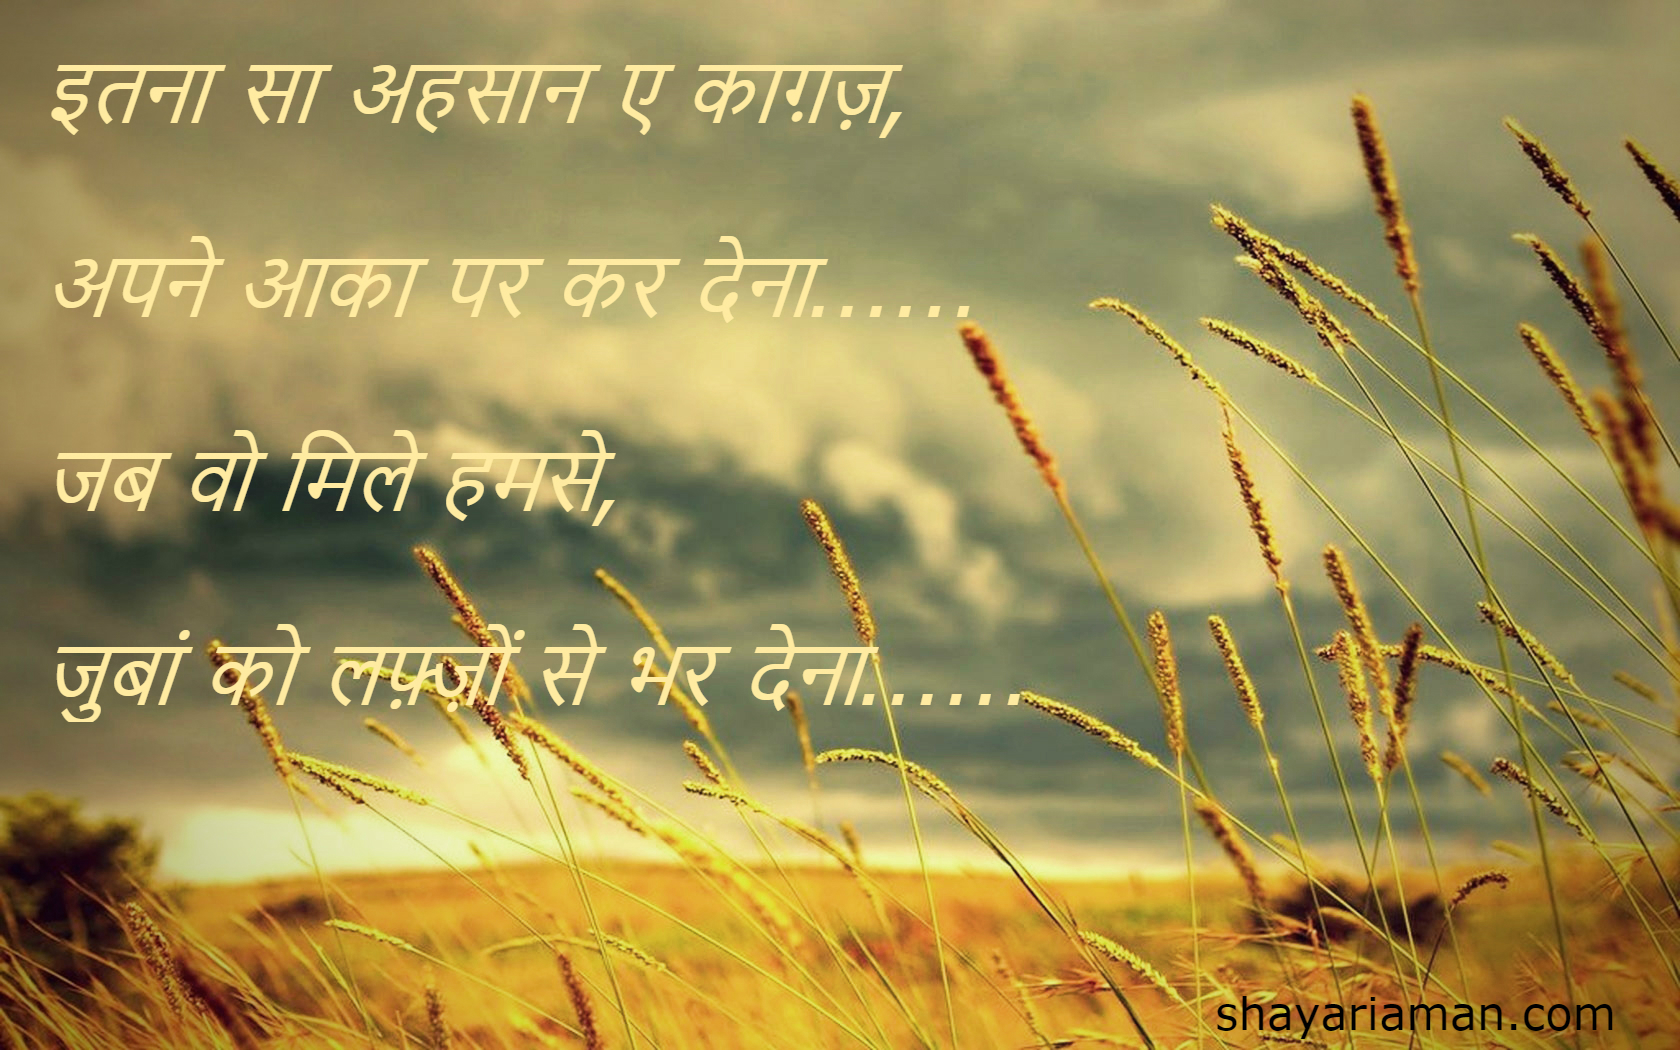 इतना सा अहसान ए काग़ज़,
अपने आका पर कर देना......
जब वो मिले हमसे,
जुबां को लफ़्ज़ों से भर देना......
shayariaman.com